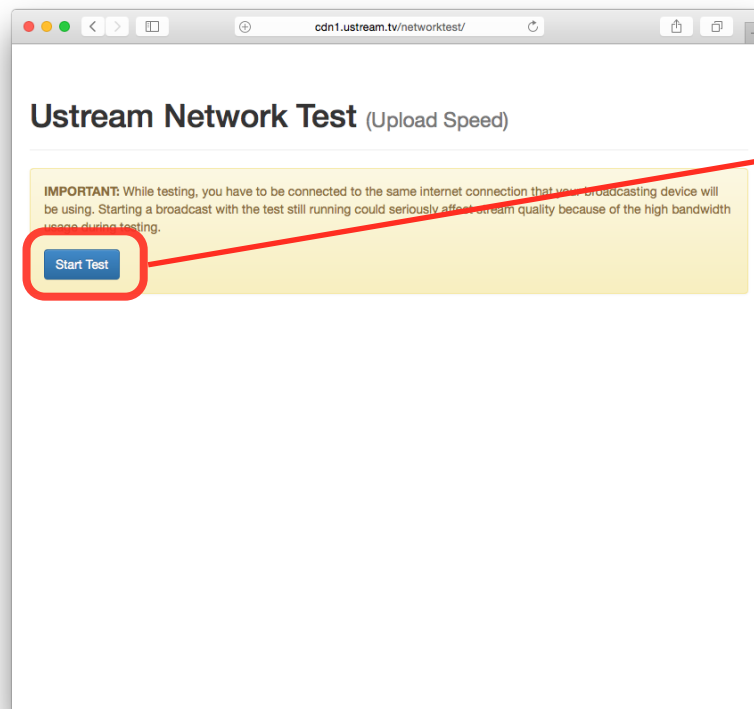 cdn1.ustream.tv/networktest/
Ustream Network Test (Upload Speed)
IMPORTANT: While testing, you have to be connected to the same internet connection that your broadcasting device will
be using. Starting a broadcast with the test still running could seriously affect stream quality because of the high bandwidth
usage during testing.
Start Test